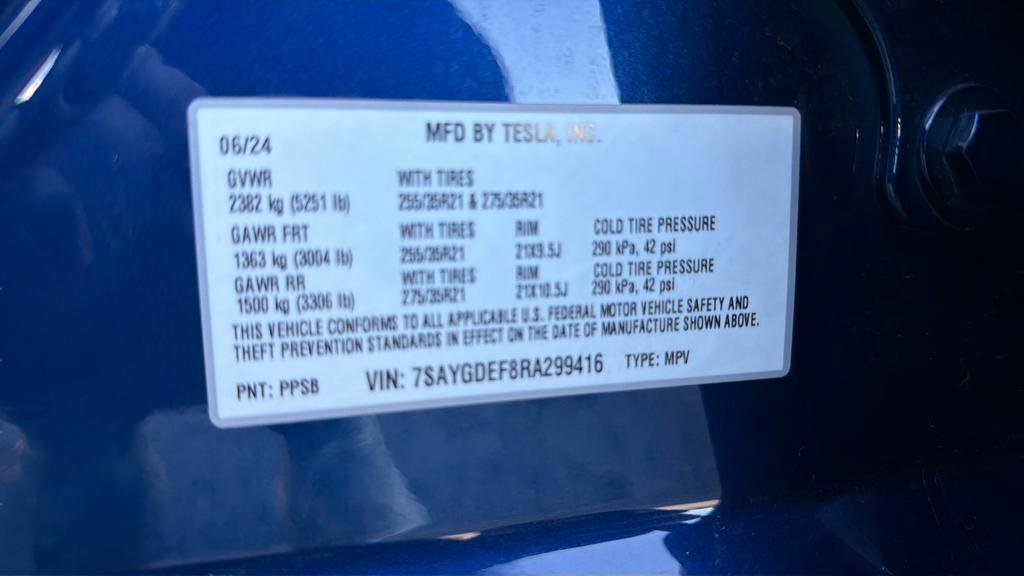 06/24 MFD BY TESLA, INC.
GVWR WITH TIRES
2382 kg (5251 lb) 255/35R21 & 275/35R21
GAWR FRT WITH TIRES RIM COLD TIRE PRESSURE
1363 kg (3004 lb) 255/35R21 21X9.5J 290 kPa, 42 psi
GAWR RR WITH TIRES RIM COLD TIRE PRESSURE
1500 kg (3306 lb) 275/35R21 21X10.5J 290 kPa, 42 psi
THIS VEHICLE CONFORMS TO ALL APPLICABLE U.S. FEDERAL MOTOR VEHICLE SAFETY AND
THEFT PREVENTION STANDARDS IN EFFECT ON THE DATE OF MANUFACTURE SHOWN ABOVE.
PNT: PPSB VIN: 7SAYGDEF8RA299416 TYPE: MPV